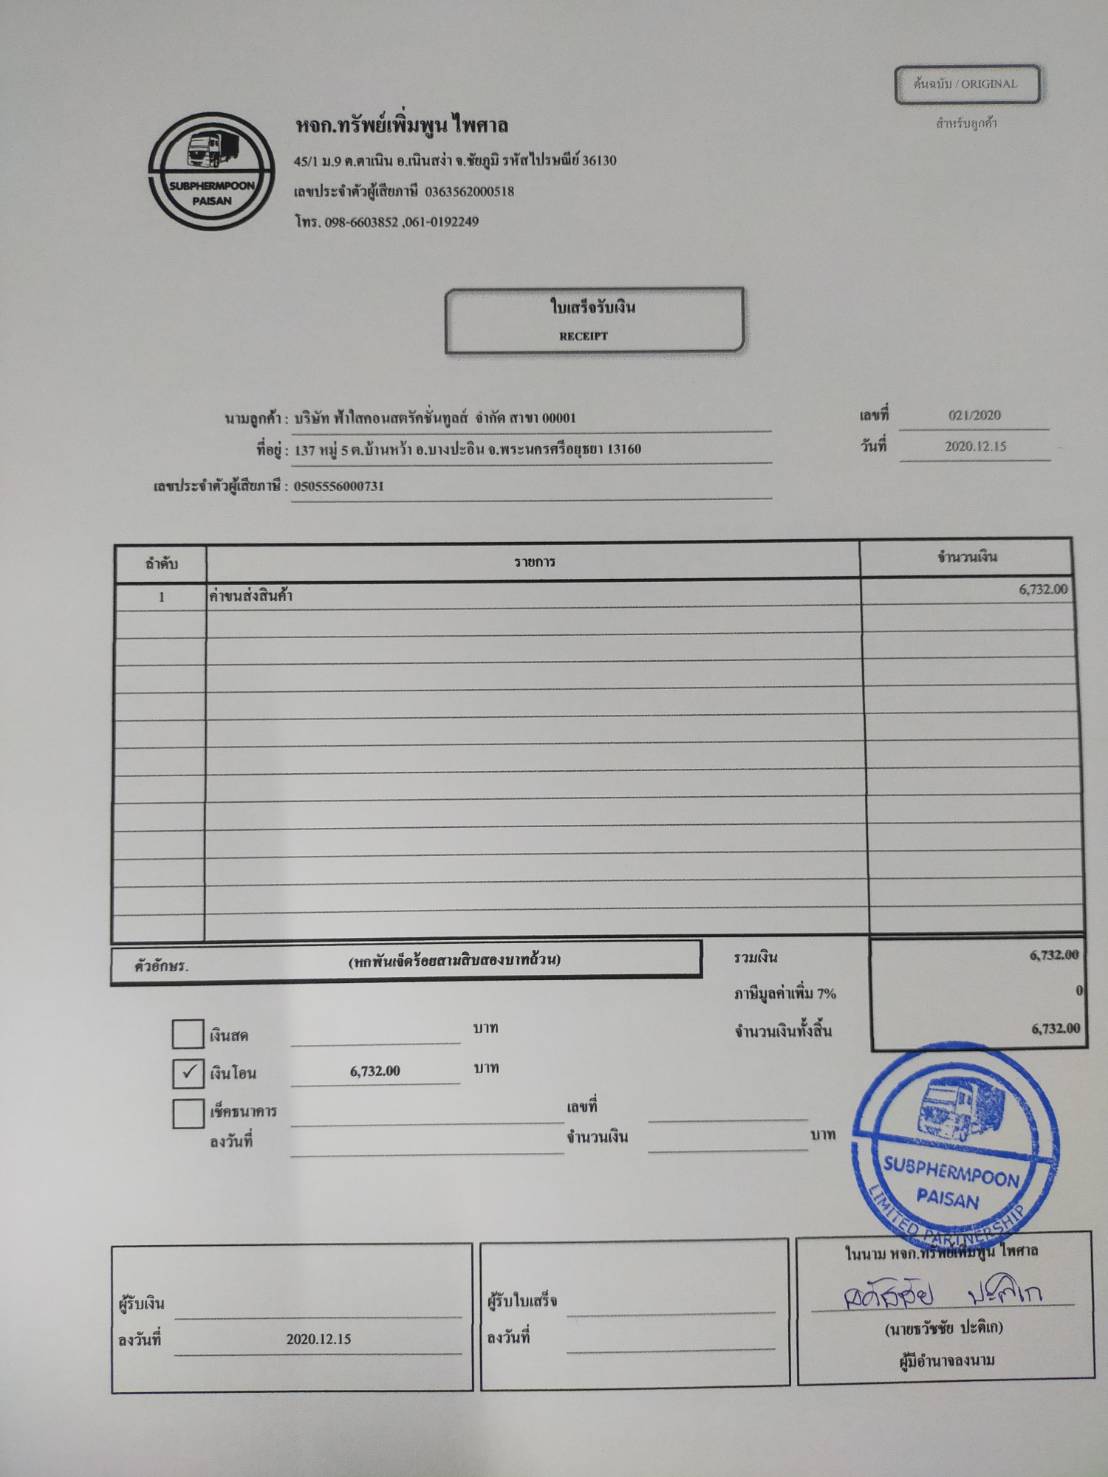 ต้นฉบับ / ORIGINAL
สำหรับลูกค้า
SUBPHERMPOON
PAISAN
หจก.ทรัพย์เพิ่มพูน ไพศาล
45/1 ม.9 ต.ตาเนิน อ.เนินสง่า จ.ชัยภูมิ รหัสไปรษณีย์ 36130
เลขประจำตัวผู้เสียภาษี 0363562000518
โทร. 098-6603852 ,061-0192249
ใบเสร็จรับเงิน
RECEIPT
นามลูกค้า : บริษัท ฟ้าใสคอนสตรัคชั่นทูลส์ จำกัด สาขา 00001
เลขที่ 021/2020
ที่อยู่ : 137 หมู่ 5 ต.บ้านหว้า อ.บางปะอิน จ.พระนครศรีอยุธยา 13160
วันที่ 2020.12.15
เลขประจำตัวผู้เสียภาษี : 0505556000731
ลำดับ รายการ จำนวนเงิน
1 ค่าขนส่งสินค้า 6,732.00
ตัวอักษร. (หกพันเจ็ดร้อยสามสิบสองบาทถ้วน) รวมเงิน 6,732.00
ภาษีมูลค่าเพิ่ม 7% 0
จำนวนเงินทั้งสิ้น 6,732.00
เงินสด บาท
✓ เงินโอน 6,732.00 บาท
เช็คธนาคาร เลขที่
ลงวันที่ จำนวนเงิน บาท
SUBPHERMPOON
PAISAN
LIMITED PARTNERSHIP
ในนาม หจก.ทรัพย์เพิ่มพูน ไพศาล
ผู้รับเงิน
ผู้รับใบเสร็จ
ธวัชชัย ปะติเก
(นายธวัชชัย ปะติเก)
ลงวันที่ 2020.12.15
ลงวันที่
ผู้มีอำนาจลงนาม